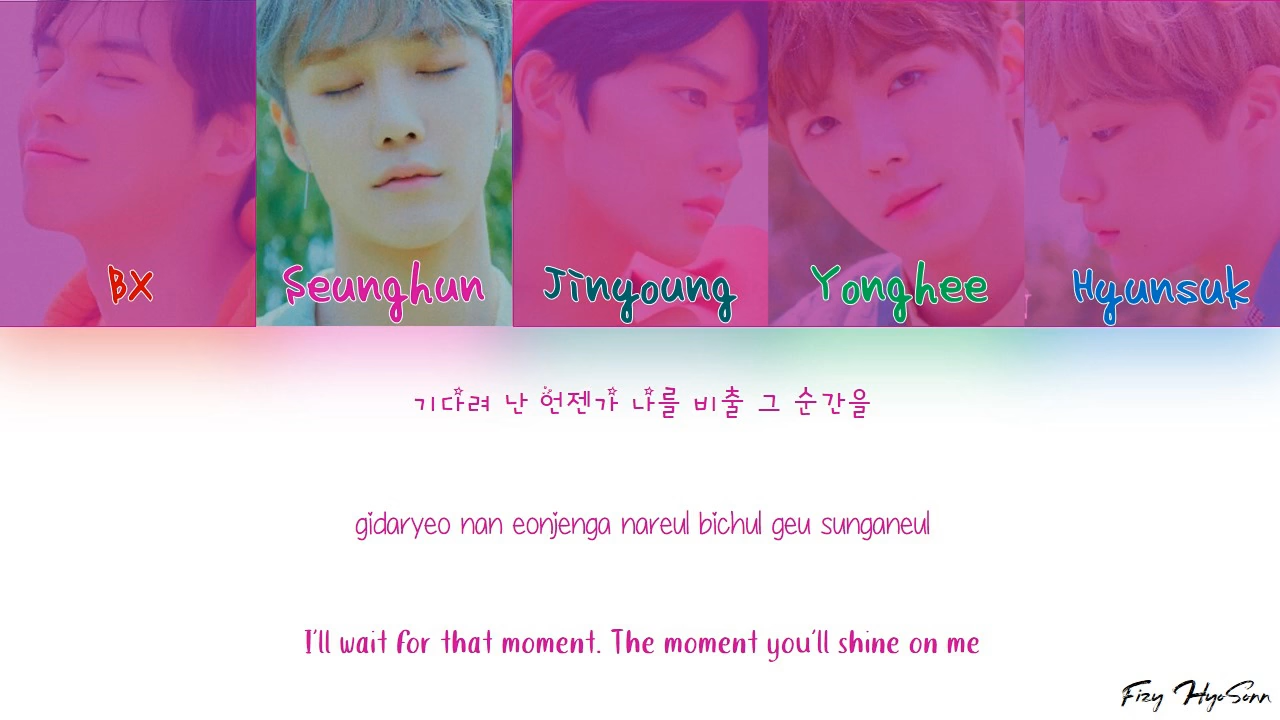 BX
Seunghun
Jinyoung
Yonghee
Hyunsuk
기다려 난 언젠가 나를 비출 그 순간을
gidaryeo nan eonjenga nareul bichul geu sunganeul
I'll wait for that moment. The moment you'll shine on me
Fizy HyoSonn